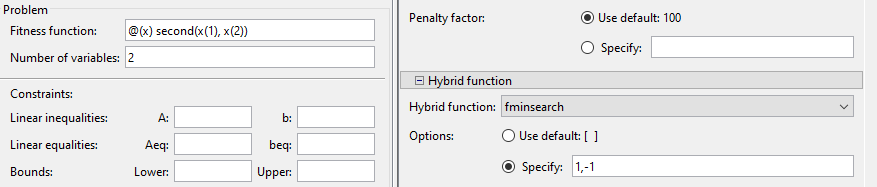 Problem
Fitness function: @(x) second(x(1), x(2))
Number of variables: 2
Constraints:
Linear inequalities: A: b:
Linear equalities: Aeq: beq:
Bounds: Lower: Upper:
Penalty factor: Use default: 100
Specify:
Hybrid function
Hybrid function: fminsearch
Options: Use default: [ ]
Specify: 1,-1